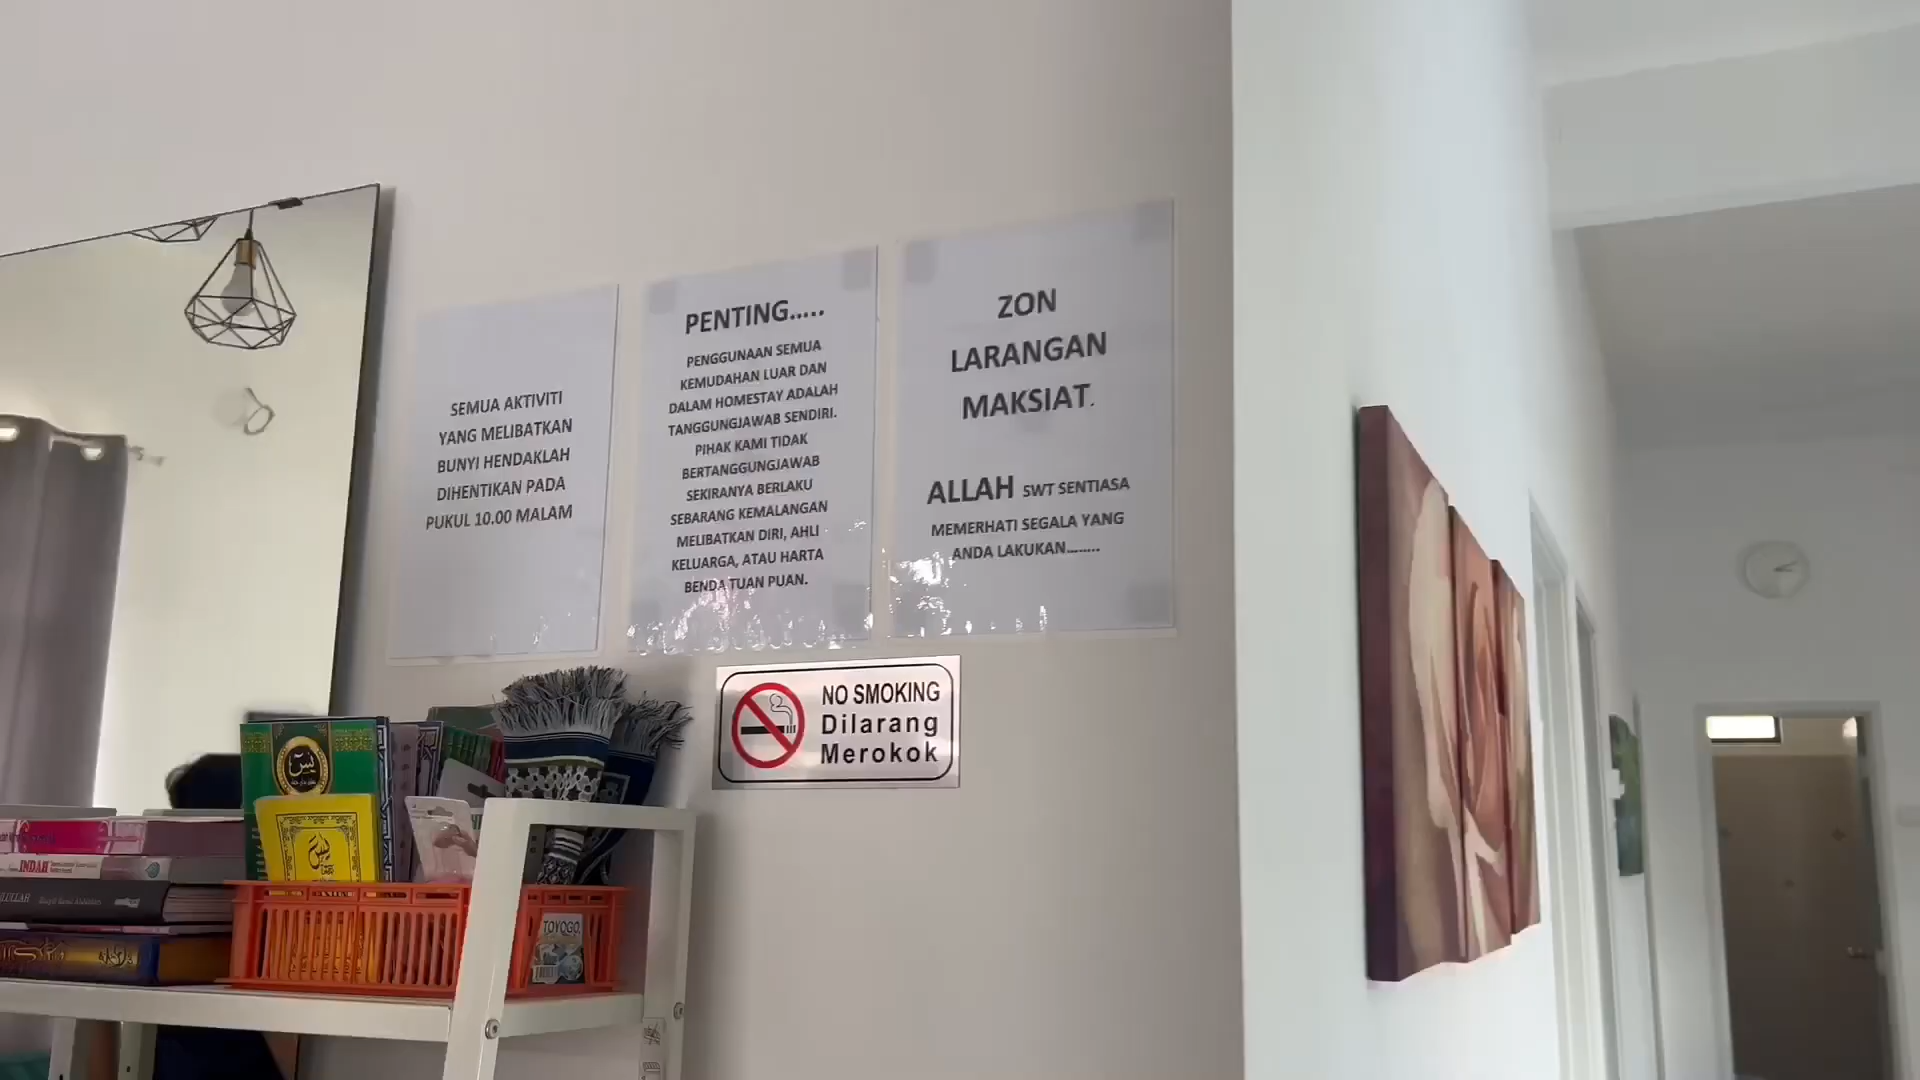 SEMUA AKTIVITI
YANG MELIBATKAN
BUNYI HENDAKLAH
DIHENTIKAN PADA
PUKUL 10.00 MALAM
PENTING.....
PENGGUNAAN SEMUA
KEMUDAHAN LUAR DAN
DALAM HOMESTAY ADALAH
TANGGUNGJAWAB SENDIRI.
PIHAK KAMI TIDAK
BERTANGGUNGJAWAB
SEKIRANYA BERLAKU
SEBARANG KEMALANGAN
MELIBATKAN DIRI, AHLI
KELUARGA, ATAU HARTA
BENDA TUAN PUAN.
ZON
LARANGAN
MAKSIAT.
ALLAH SWT SENTIASA
MEMERHATI SEGALA YANG
ANDA LAKUKAN........
NO SMOKING
Dilarang
Merokok
يس
يس
INDAH
TOYOGO